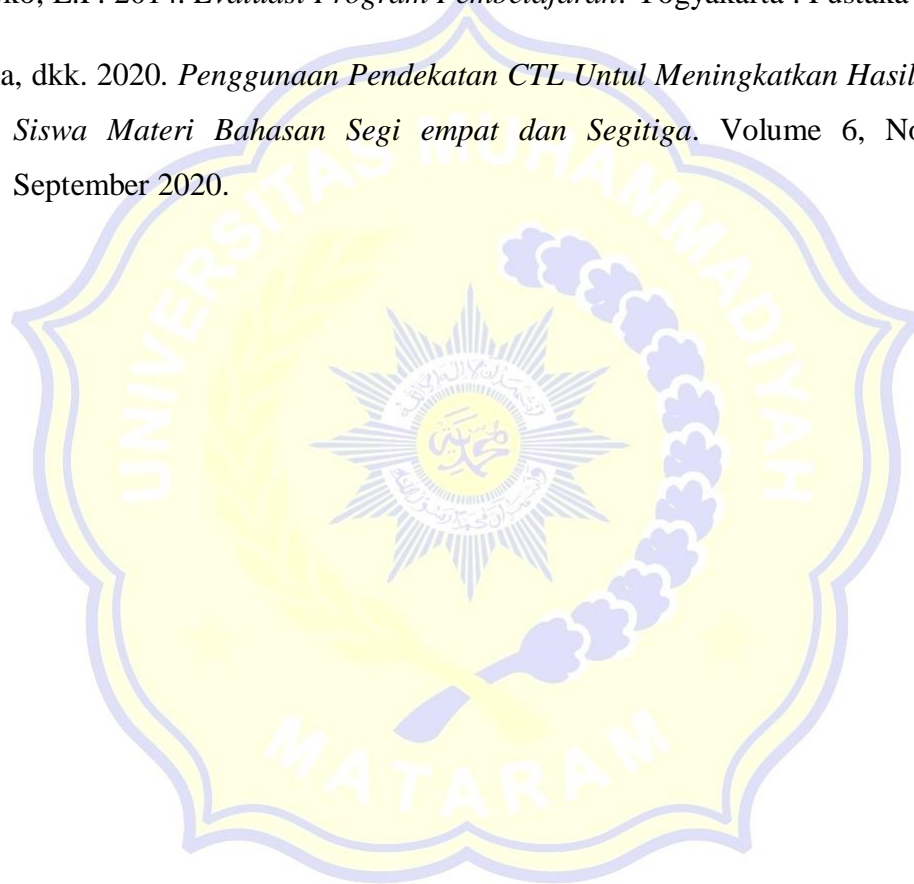 ko, E.P. 2014. Evaluasi Program Pembelajaran. Yogyakarta : Pustaka
a, dkk. 2020. Penggunaan Pendekatan CTL Untul Meningkatkan Hasil
Siswa Materi Bahasan Segi empat dan Segitiga. Volume 6, No
September 2020.
UNIVERSITAS MUHAMMADIYAH
MATARAM